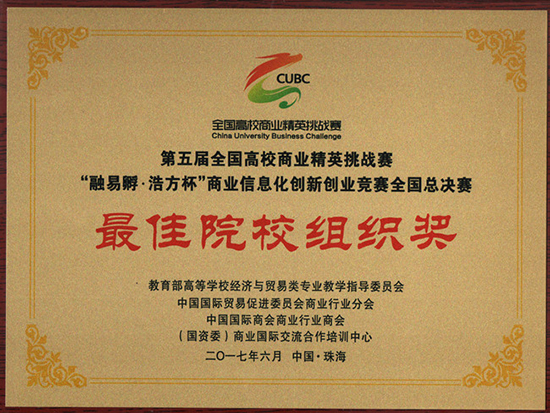 CUBC
全国高校商业精英挑战赛
China University Business Challenge
第五届全国高校商业精英挑战赛
“融易孵·浩方杯”商业信息化创新创业竞赛全国总决赛
最佳院校组织奖
教育部高等学校经济与贸易类专业教学指导委员会
中国国际贸易促进委员会商业行业分会
中国国际商会商业行业商会
（国资委）商业国际交流合作培训中心
二〇一七年六月 中国·珠海